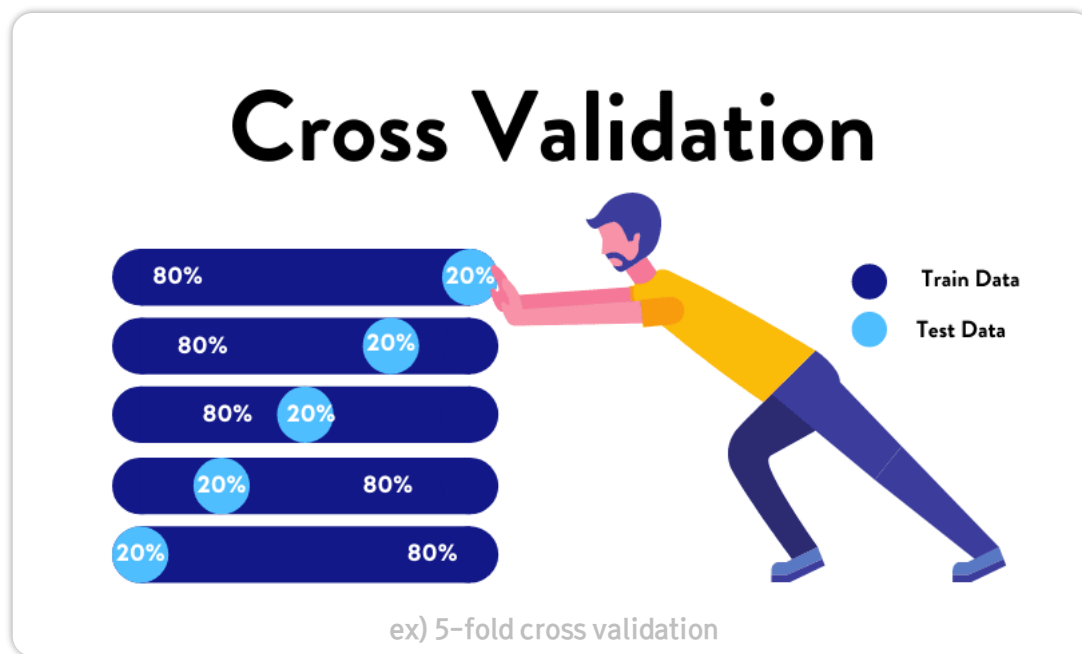 Cross Validation
80% 20%
80% 20%
80% 20%
20% 80%
20% 80%
Train Data
Test Data
ex) 5-fold cross validation